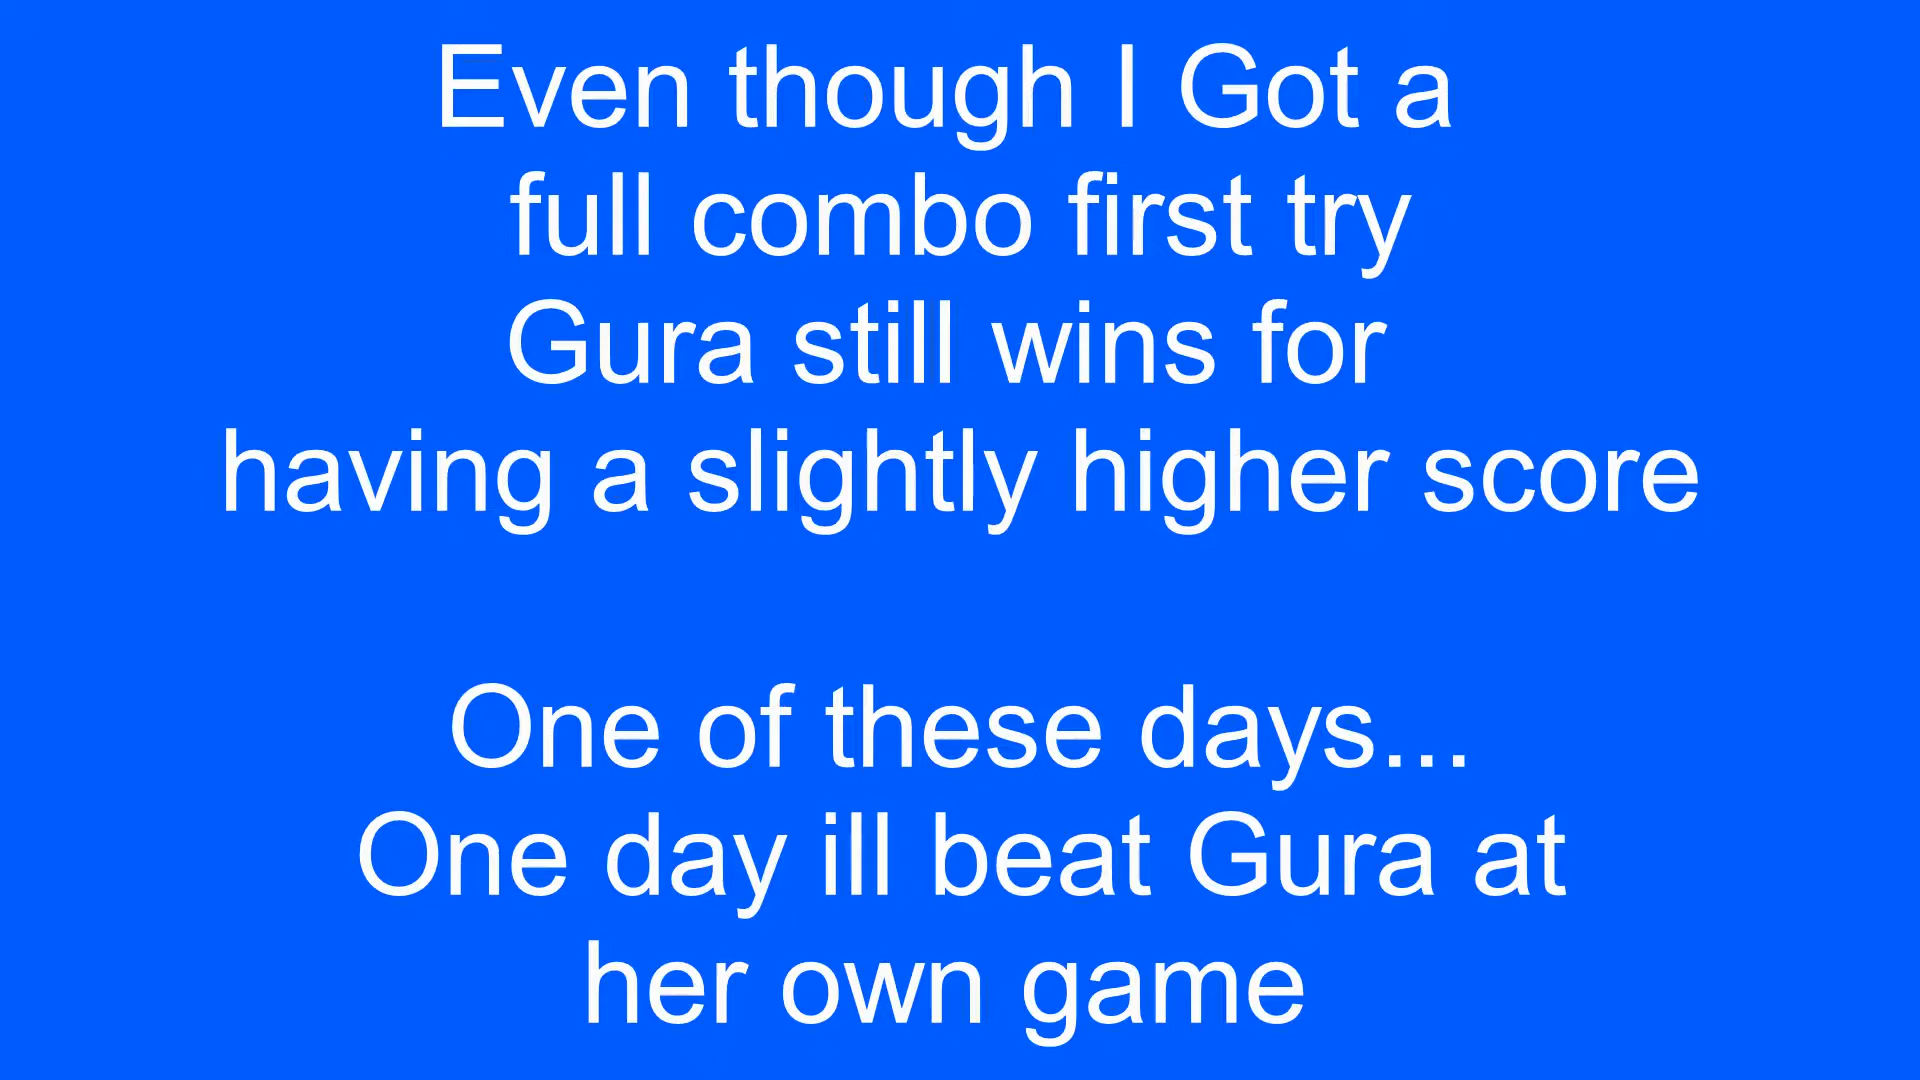 Even though I Got a
full combo first try
Gura still wins for
having a slightly higher score
One of these days...
One day ill beat Gura at
her own game